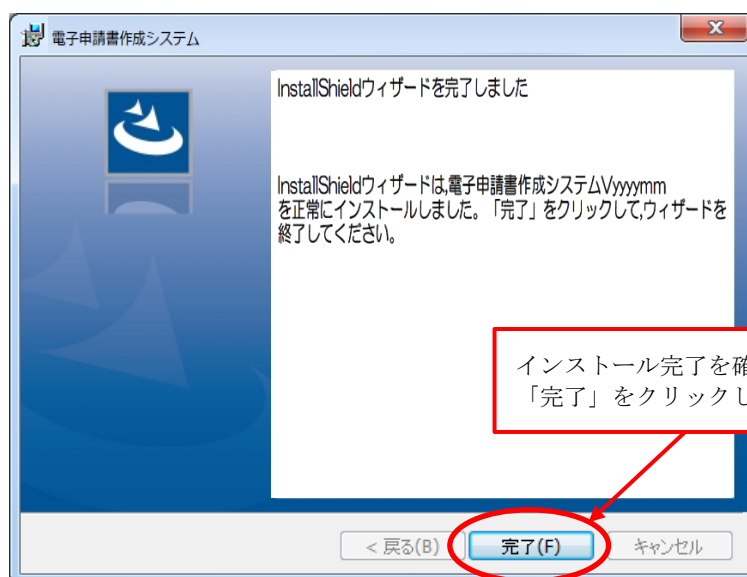 電子申請書作成システム
InstallShieldウィザードを完了しました
InstallShieldウィザードは,電子申請書作成システムVyyyymm
を正常にインストールしました。「完了」をクリックして,ウィザードを
終了してください。
インストール完了を確
「完了」をクリックし
< 戻る(B)
完了(F)
キャンセル